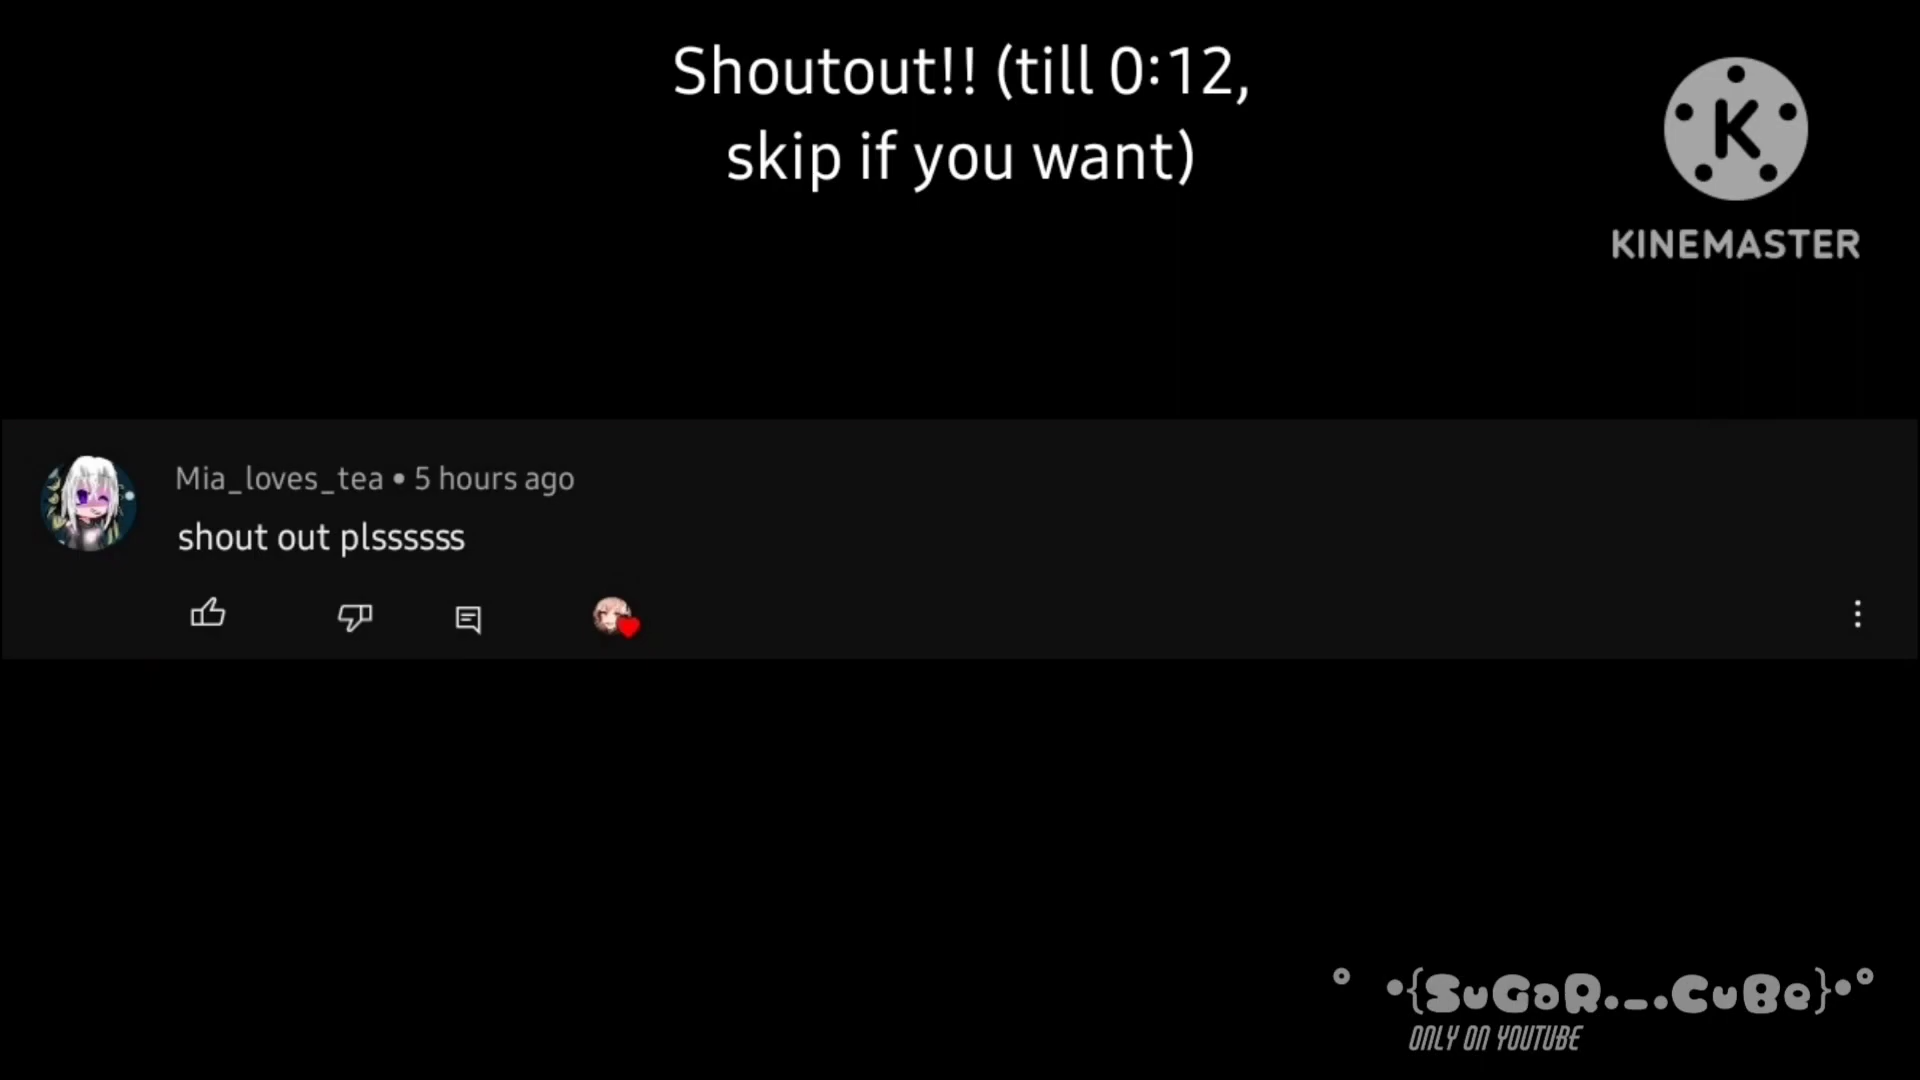 Shoutout!! (till 0:12,
skip if you want)
K
KINEMASTER
Mia_loves_tea • 5 hours ago
shout out plssssss
° •{SuGaR._.CuBe}•°
ONLY ON YOUTUBE